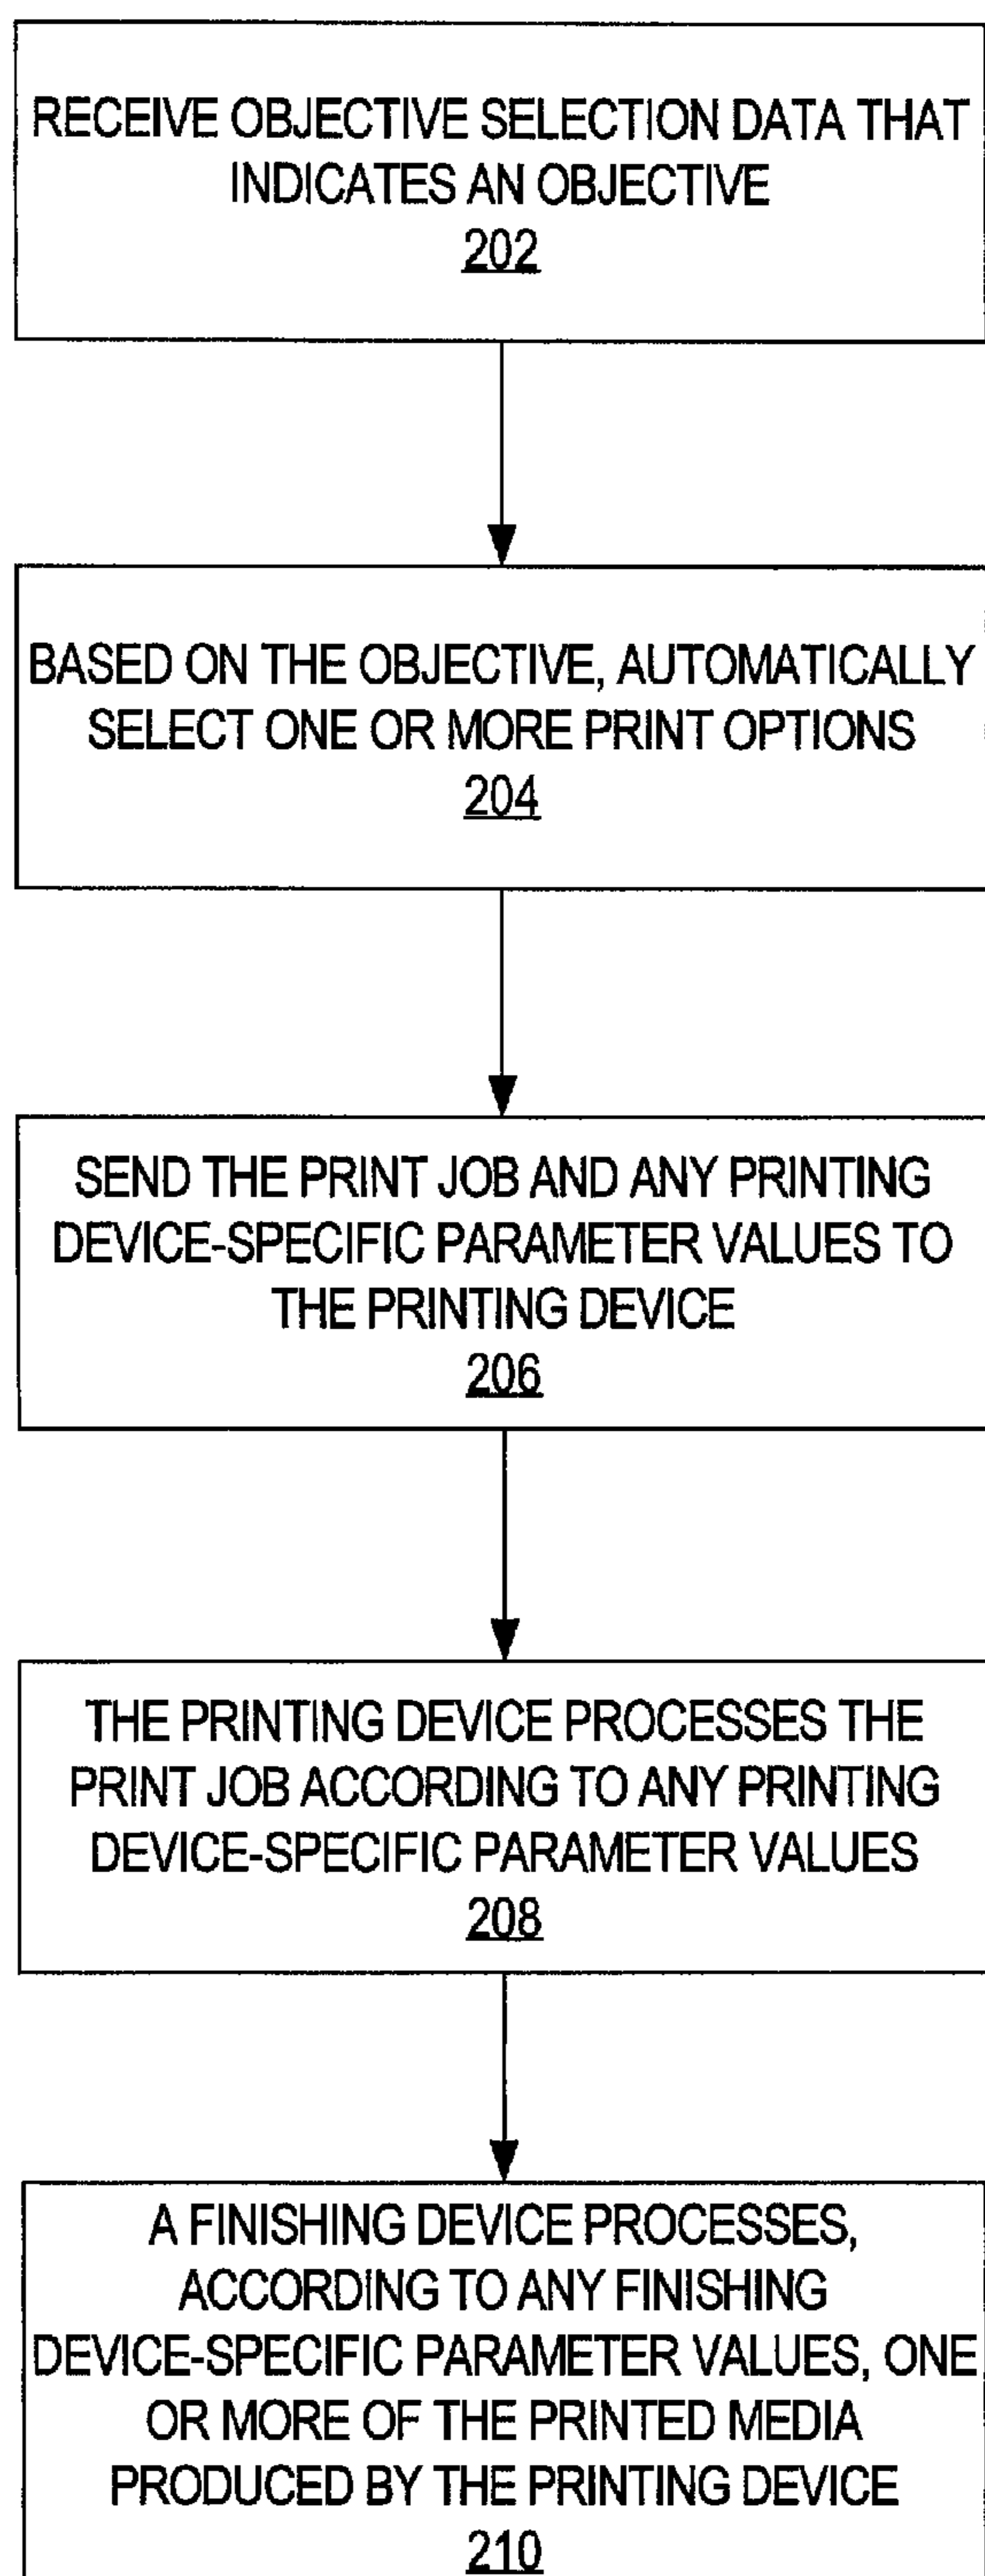 RECEIVE OBJECTIVE SELECTION DATA THAT
INDICATES AN OBJECTIVE
202
BASED ON THE OBJECTIVE, AUTOMATICALLY
SELECT ONE OR MORE PRINT OPTIONS
204
SEND THE PRINT JOB AND ANY PRINTING
DEVICE-SPECIFIC PARAMETER VALUES TO
THE PRINTING DEVICE
206
THE PRINTING DEVICE PROCESSES THE
PRINT JOB ACCORDING TO ANY PRINTING
DEVICE-SPECIFIC PARAMETER VALUES
208
A FINISHING DEVICE PROCESSES,
ACCORDING TO ANY FINISHING
DEVICE-SPECIFIC PARAMETER VALUES, ONE
OR MORE OF THE PRINTED MEDIA
PRODUCED BY THE PRINTING DEVICE
210